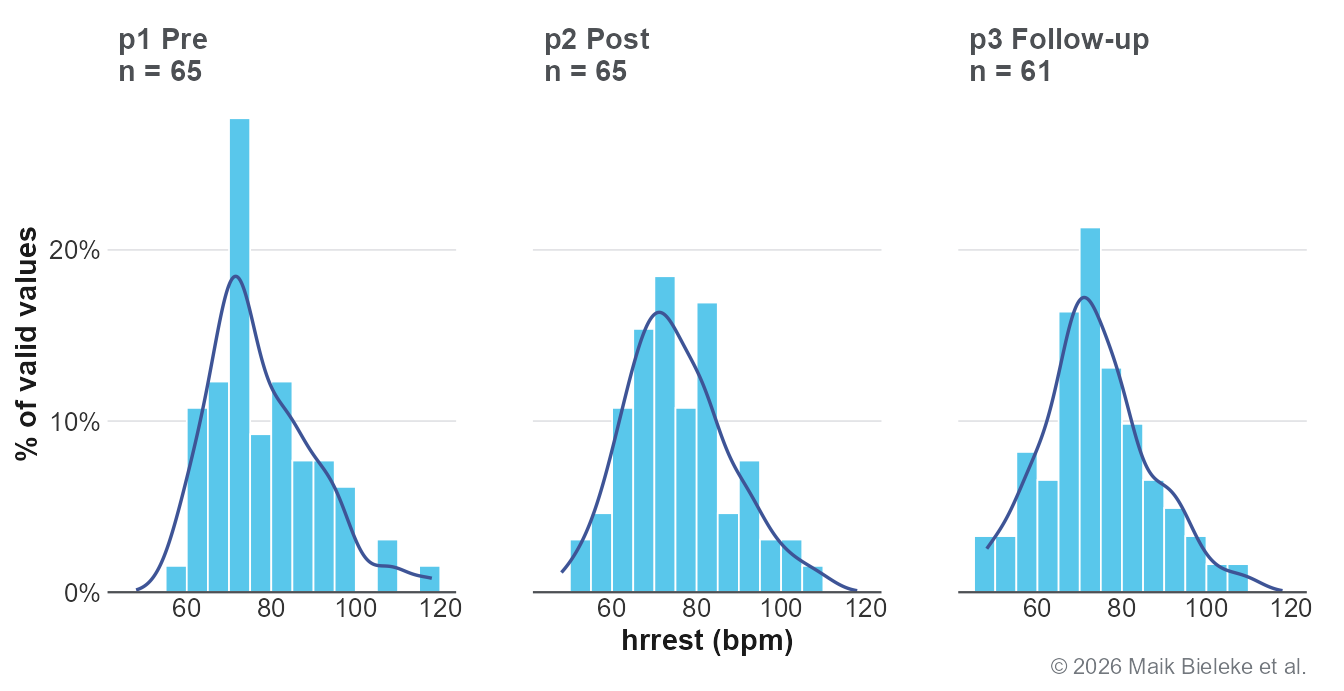 p1 Pre
n = 65
p2 Post
n = 65
p3 Follow-up
n = 61
% of valid values
20%
10%
0%
60 80 100 120
60 80 100 120
60 80 100 120
hrrest (bpm)
© 2026 Maik Bieleke et al.